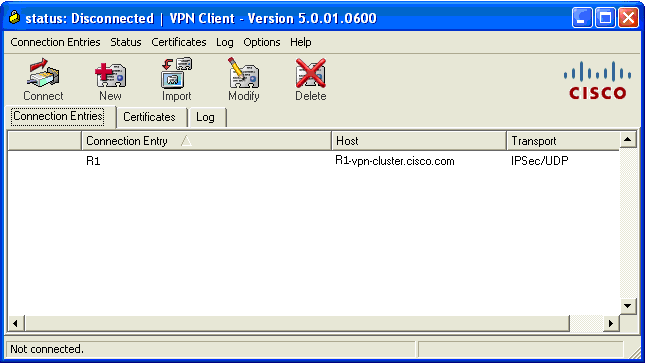 status: Disconnected | VPN Client - Version 5.0.01.0600
Connection Entries Status Certificates Log Options Help
Connect New Import Modify Delete
CISCO
Connection Entries Certificates Log
Connection Entry Host Transport
R1 R1-vpn-cluster.cisco.com IPSec/UDP
Not connected.